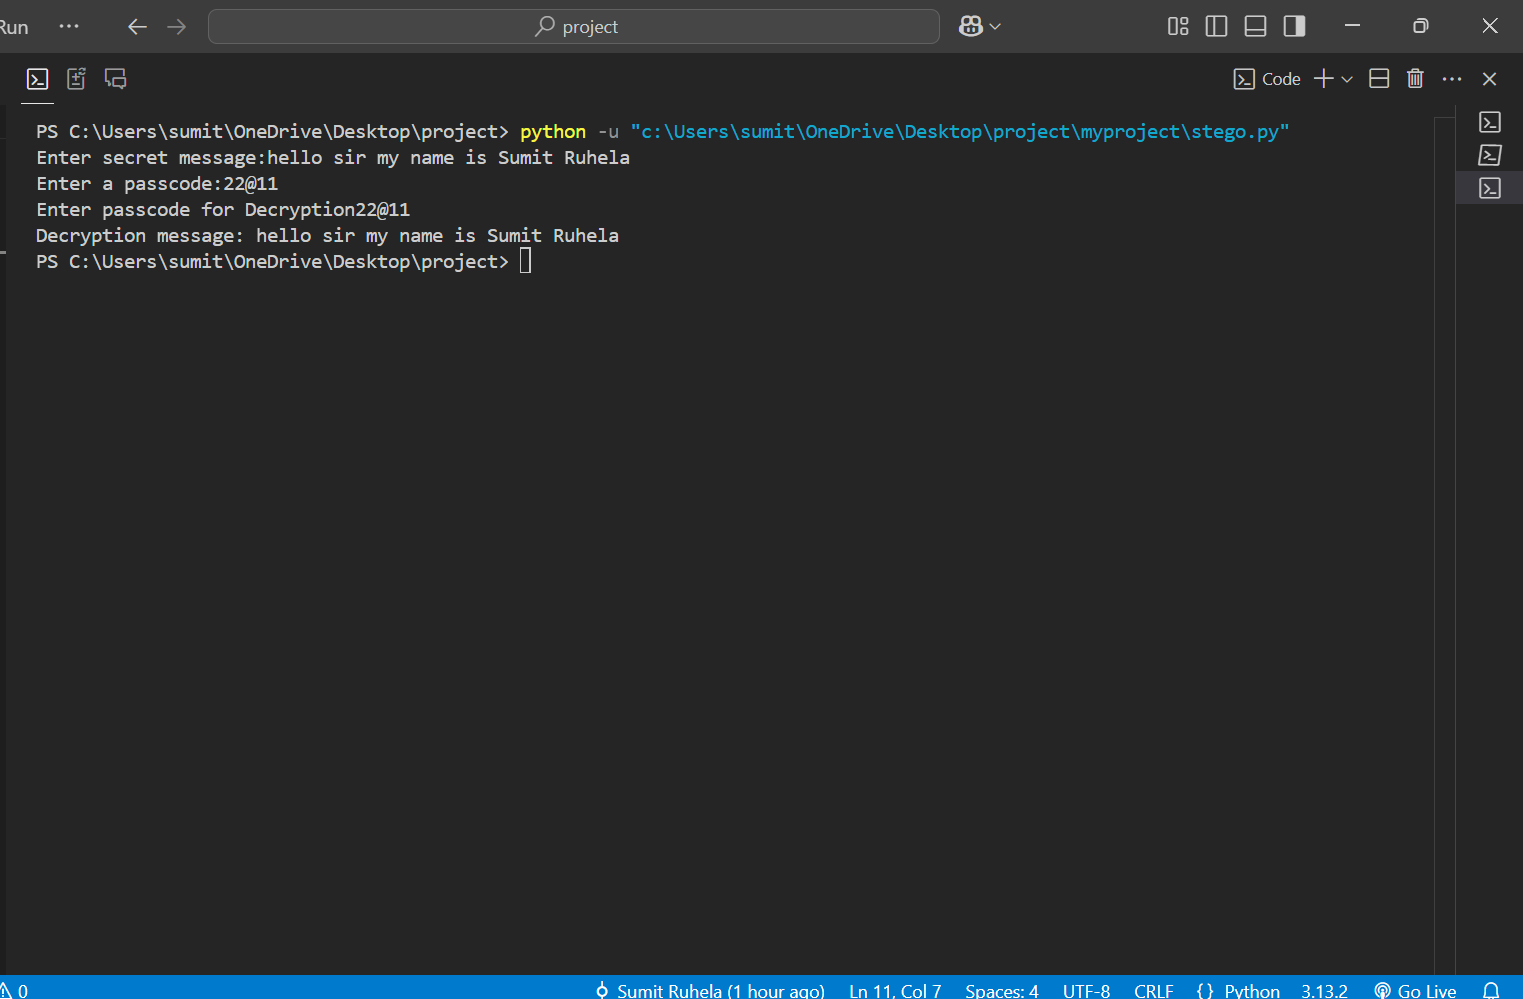 Run ··· project
Code
PS C:\Users\sumit\OneDrive\Desktop\project> python -u "c:\Users\sumit\OneDrive\Desktop\project\myproject\stego.py"
Enter secret message:hello sir my name is Sumit Ruhela
Enter a passcode:22@11
Enter passcode for Decryption22@11
Decryption message: hello sir my name is Sumit Ruhela
PS C:\Users\sumit\OneDrive\Desktop\project>
0 Sumit Ruhela (1 hour ago) Ln 11, Col 7 Spaces: 4 UTF-8 CRLF {} Python 3.13.2 Go Live